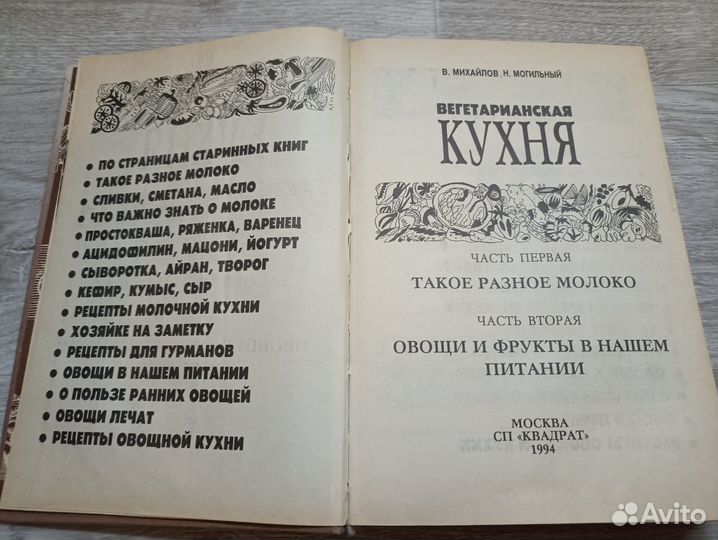 • ПО СТРАНИЦАМ СТАРИННЫХ КНИГ
• ТАКОЕ РАЗНОЕ МОЛОКО
• СЛИВКИ, СМЕТАНА, МАСЛО
• ЧТО ВАЖНО ЗНАТЬ О МОЛОКЕ
• ПРОСТОКВАША, РЯЖЕНКА, ВАРЕНЕЦ
• АЦИДОФИЛИН, МАЦОНИ, ЙОГУРТ
• СЫВОРОТКА, АЙРАН, ТВОРОГ
• КЕФИР, КУМЫС, СЫР
• РЕЦЕПТЫ МОЛОЧНОЙ КУХНИ
• ХОЗЯЙКЕ НА ЗАМЕТКУ
• РЕЦЕПТЫ ДЛЯ ГУРМАНОВ
• ОВОЩИ В НАШЕМ ПИТАНИИ
• О ПОЛЬЗЕ РАННИХ ОВОЩЕЙ
• ОВОЩИ ЛЕЧАТ
• РЕЦЕПТЫ ОВОЩНОЙ КУХНИ
В. МИХАЙЛОВ, Н. МОГИЛЬНЫЙ
ВЕГЕТАРИАНСКАЯ
КУХНЯ
ЧАСТЬ ПЕРВАЯ
ТАКОЕ РАЗНОЕ МОЛОКО
ЧАСТЬ ВТОРАЯ
ОВОЩИ И ФРУКТЫ В НАШЕМ
ПИТАНИИ
МОСКВА
СП «КВАДРАТ»
1994
Avito